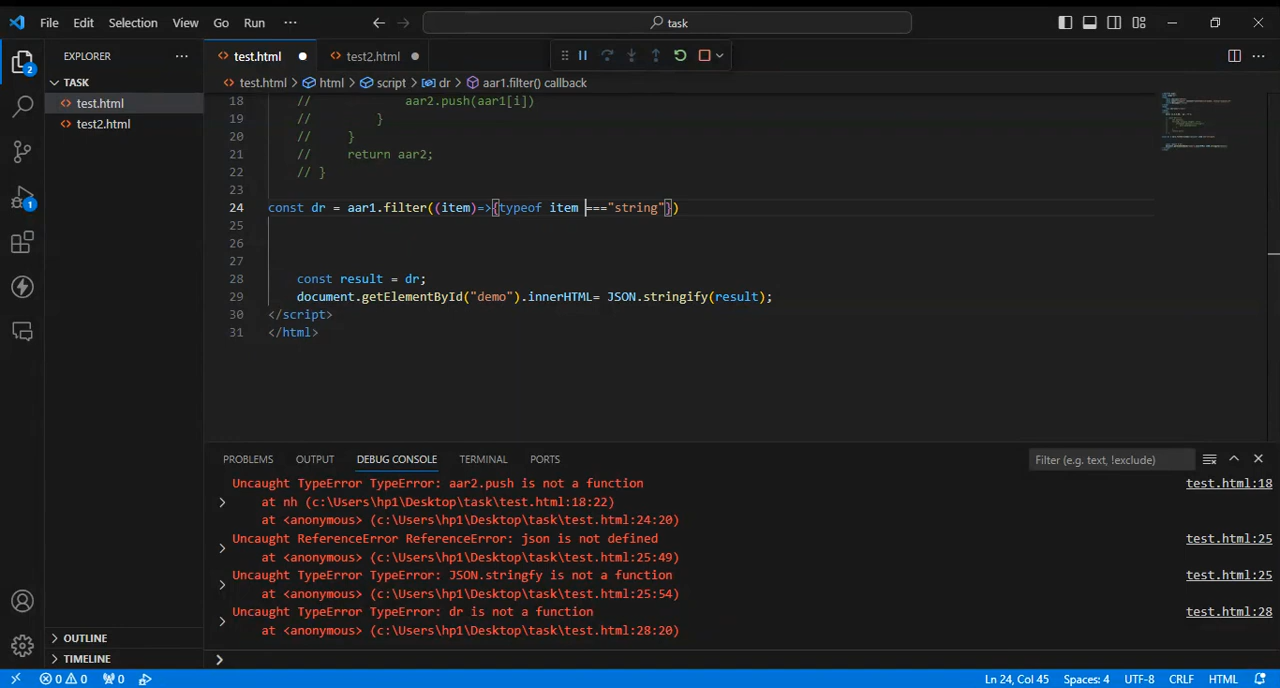 File Edit Selection View Go Run ··· task
EXPLORER ···
test.html
test2.html
TASK
test.html > html > script > dr > aar1.filter() callback
test.html
test2.html
2
1
18 // aar2.push(aar1[i])
19 // }
20 // }
21 // return aar2;
22 // }
23
24 const dr = aar1.filter((item)=>{typeof item ==="string"})
25
26
27
28 const result = dr;
29 document.getElementById("demo").innerHTML= JSON.stringify(result);
30 </script>
31 </html>
PROBLEMS OUTPUT DEBUG CONSOLE TERMINAL PORTS
Filter (e.g. text, !exclude)
Uncaught TypeError TypeError: aar2.push is not a function test.html:18
at nh (c:\Users\hp1\Desktop\task\test.html:18:22)
at <anonymous> (c:\Users\hp1\Desktop\task\test.html:24:20)
Uncaught ReferenceError ReferenceError: json is not defined test.html:25
at <anonymous> (c:\Users\hp1\Desktop\task\test.html:25:49)
Uncaught TypeError TypeError: JSON.stringfy is not a function test.html:25
at <anonymous> (c:\Users\hp1\Desktop\task\test.html:25:54)
Uncaught TypeError TypeError: dr is not a function test.html:28
at <anonymous> (c:\Users\hp1\Desktop\task\test.html:28:20)
OUTLINE
TIMELINE
0 0 0 Ln 24, Col 45 Spaces: 4 UTF-8 CRLF HTML